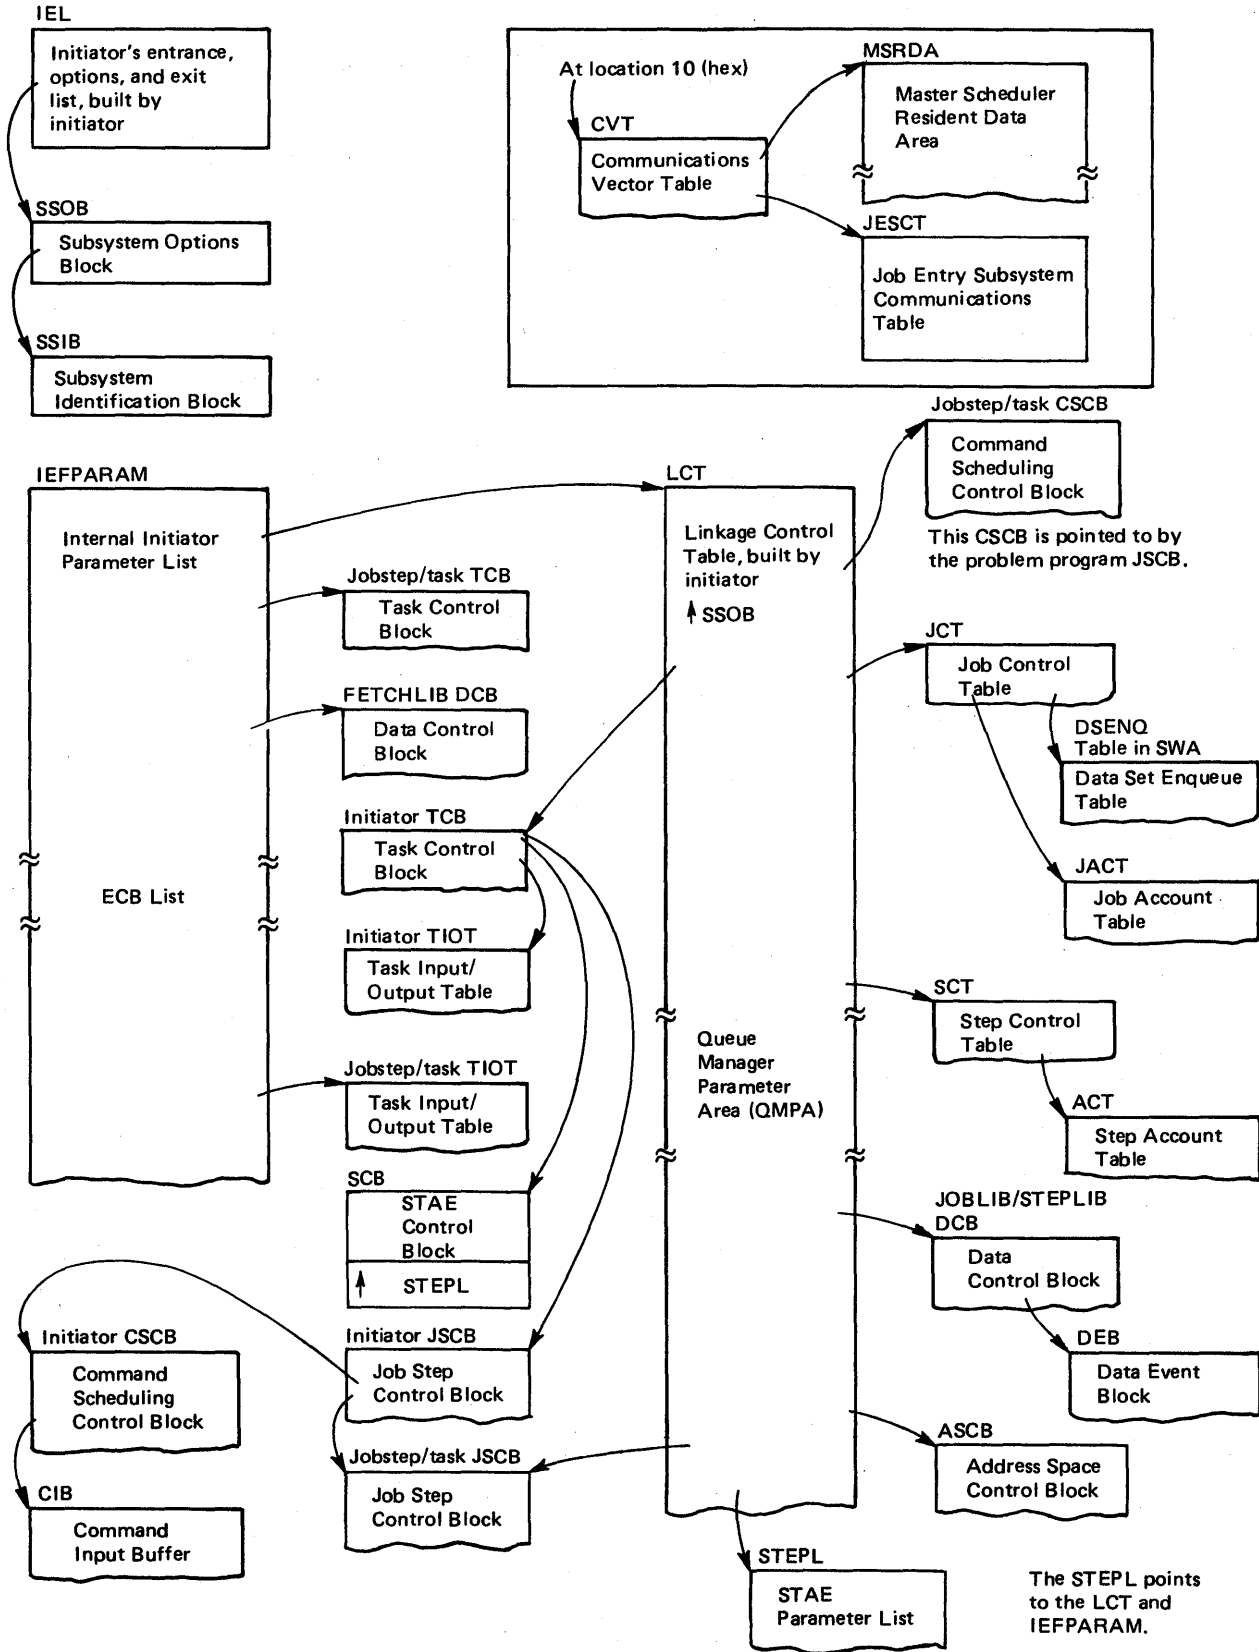 IEL
Initiator's entrance,
options, and exit
list, built by
initiator
SSOB
Subsystem Options
Block
SSIB
Subsystem
Identification Block
At location 10 (hex)
CVT
Communications
Vector Table
MSRDA
Master Scheduler
Resident Data
Area
JESCT
Job Entry Subsystem
Communications
Table
IEFPARAM
Internal Initiator
Parameter List
ECB List
Jobstep/task TCB
Task Control
Block
FETCHLIB DCB
Data Control
Block
Initiator TCB
Task Control
Block
Initiator TIOT
Task Input/
Output Table
Jobstep/task TIOT
Task Input/
Output Table
SCB
STAE
Control
Block
↑ STEPL
Initiator JSCB
Job Step
Control Block
Jobstep/task JSCB
Job Step
Control Block
Initiator CSCB
Command
Scheduling
Control Block
CIB
Command
Input Buffer
LCT
Linkage Control
Table, built by
initiator
↑ SSOB
Queue
Manager
Parameter
Area (QMPA)
Jobstep/task CSCB
Command
Scheduling
Control Block
This CSCB is pointed to by
the problem program JSCB.
JCT
Job Control
Table
DSENQ
Table in SWA
Data Set Enqueue
Table
JACT
Job Account
Table
SCT
Step Control
Table
ACT
Step Account
Table
JOBLIB/STEPLIB
DCB
Data
Control Block
DEB
Data Event
Block
ASCB
Address Space
Control Block
STEPL
STAE
Parameter List
The STEPL points
to the LCT and
IEFPARAM.